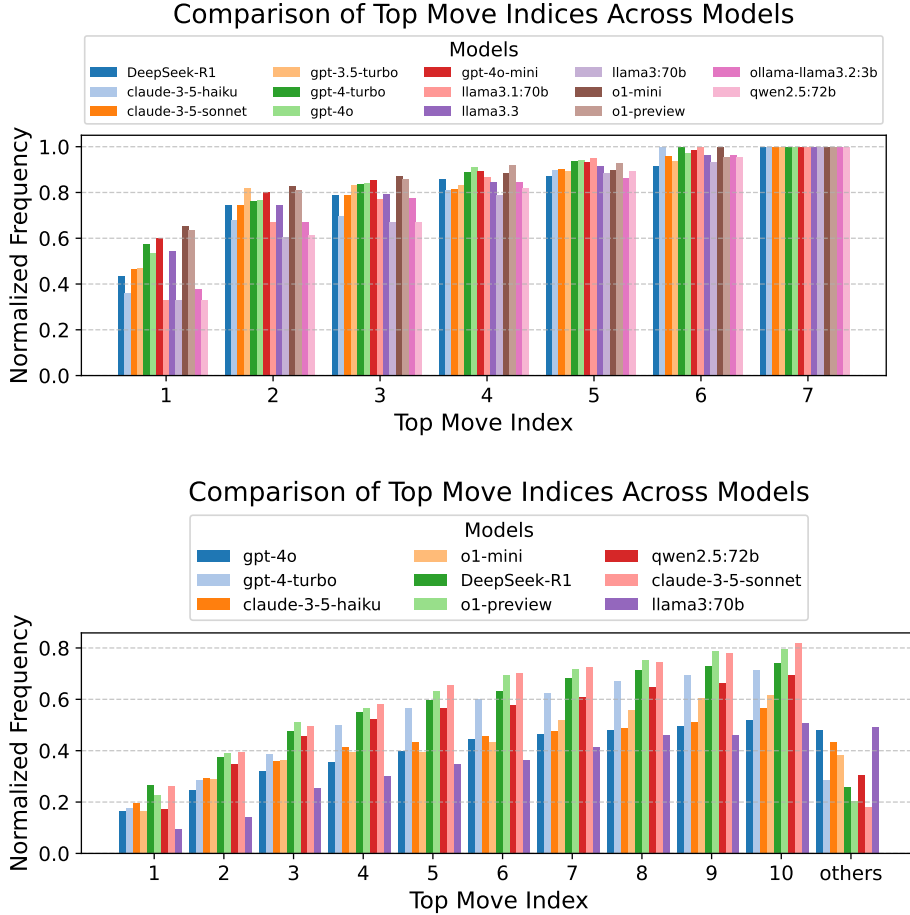 Comparison of Top Move Indices Across Models
Models
DeepSeek-R1 gpt-3.5-turbo gpt-4o-mini llama3:70b ollama-llama3.2:3b
claude-3-5-haiku gpt-4-turbo llama3.1:70b o1-mini qwen2.5:72b
claude-3-5-sonnet gpt-4o llama3.3 o1-preview
Normalized Frequency
1.0
0.8
0.6
0.4
0.2
0.0
1 2 3 4 5 6 7
Top Move Index
Comparison of Top Move Indices Across Models
Models
gpt-4o o1-mini qwen2.5:72b
gpt-4-turbo DeepSeek-R1 claude-3-5-sonnet
claude-3-5-haiku o1-preview llama3:70b
Normalized Frequency
0.8
0.6
0.4
0.2
0.0
1 2 3 4 5 6 7 8 9 10 others
Top Move Index